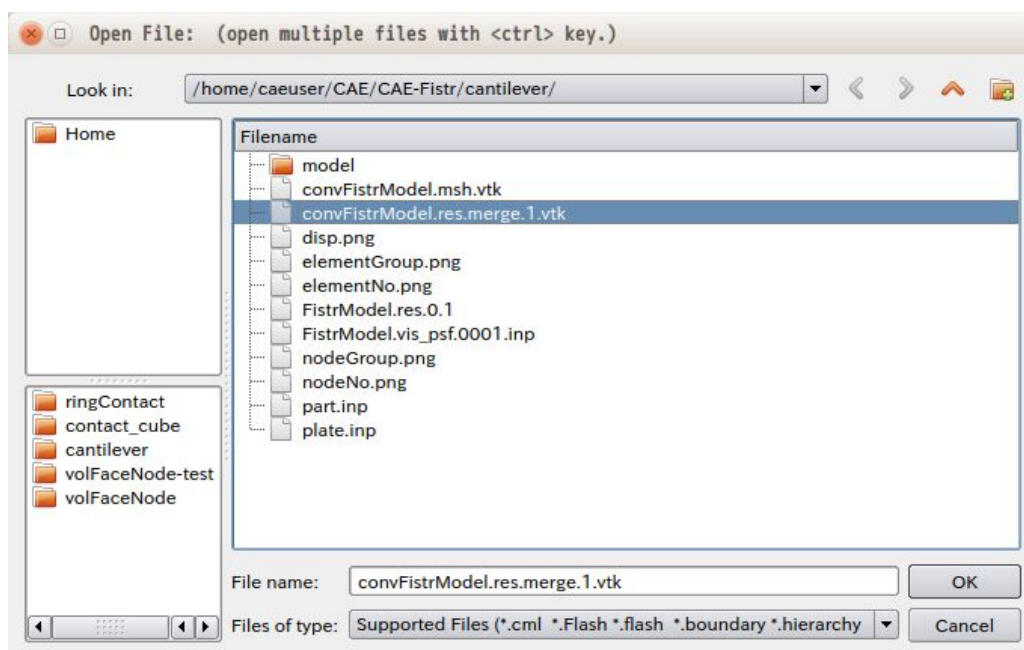 Open File: (open multiple files with <ctrl> key.)
Look in: /home/caeuser/CAE/CAE-Fistr/cantilever/
Home
Filename
model
convFistrModel.msh.vtk
convFistrModel.res.merge.1.vtk
disp.png
elementGroup.png
elementNo.png
FistrModel.res.0.1
FistrModel.vis_psf.0001.inp
nodeGroup.png
nodeNo.png
part.inp
plate.inp
ringContact
contact_cube
cantilever
volFaceNode-test
volFaceNode
File name: convFistrModel.res.merge.1.vtk OK
Files of type: Supported Files (*.cml *.Flash *.flash *.boundary *.hierarchy Cancel